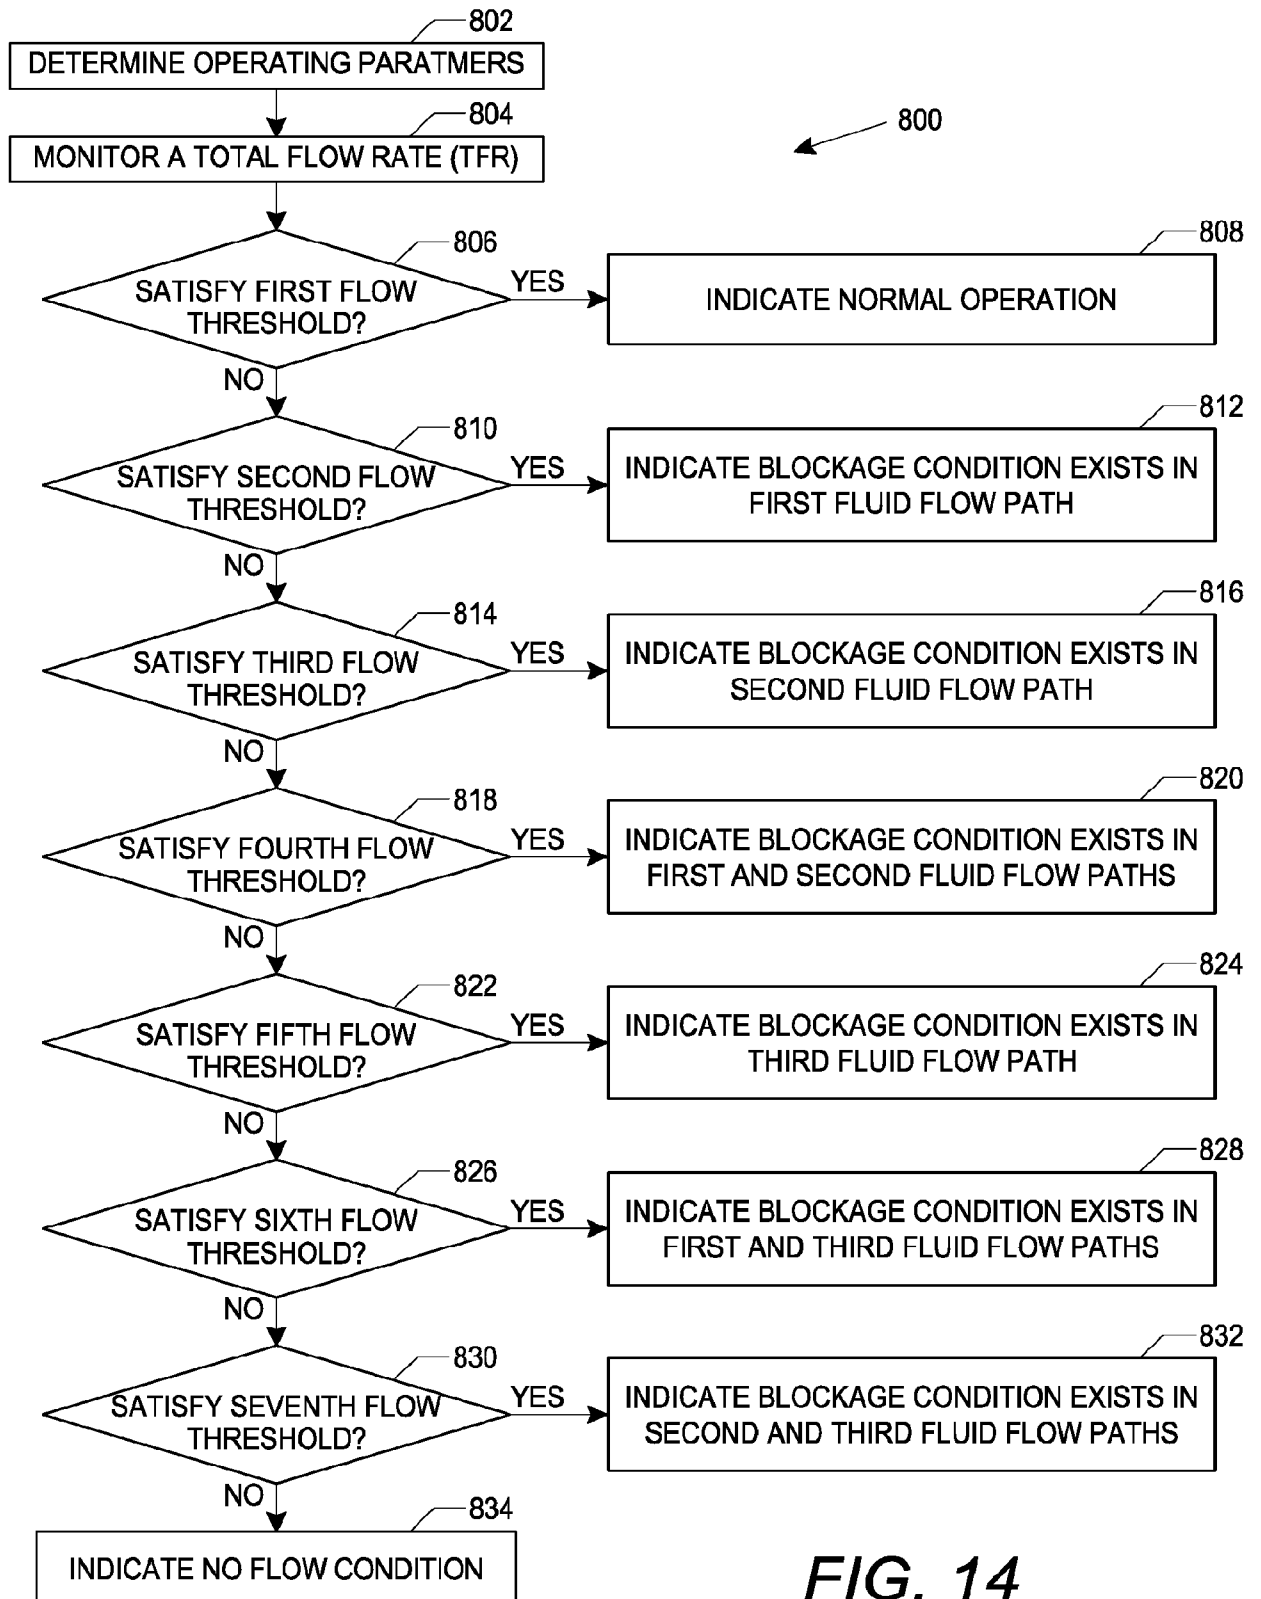 802
DETERMINE OPERATING PARATMERS
804
MONITOR A TOTAL FLOW RATE (TFR)
800
806
SATISFY FIRST FLOW
THRESHOLD?
YES
808
INDICATE NORMAL OPERATION
NO
810
SATISFY SECOND FLOW
THRESHOLD?
YES
812
INDICATE BLOCKAGE CONDITION EXISTS IN
FIRST FLUID FLOW PATH
NO
814
SATISFY THIRD FLOW
THRESHOLD?
YES
816
INDICATE BLOCKAGE CONDITION EXISTS IN
SECOND FLUID FLOW PATH
NO
818
SATISFY FOURTH FLOW
THRESHOLD?
YES
820
INDICATE BLOCKAGE CONDITION EXISTS IN
FIRST AND SECOND FLUID FLOW PATHS
NO
822
SATISFY FIFTH FLOW
THRESHOLD?
YES
824
INDICATE BLOCKAGE CONDITION EXISTS IN
THIRD FLUID FLOW PATH
NO
826
SATISFY SIXTH FLOW
THRESHOLD?
YES
828
INDICATE BLOCKAGE CONDITION EXISTS IN
FIRST AND THIRD FLUID FLOW PATHS
NO
830
SATISFY SEVENTH FLOW
THRESHOLD?
YES
832
INDICATE BLOCKAGE CONDITION EXISTS IN
SECOND AND THIRD FLUID FLOW PATHS
NO
834
INDICATE NO FLOW CONDITION
FIG. 14